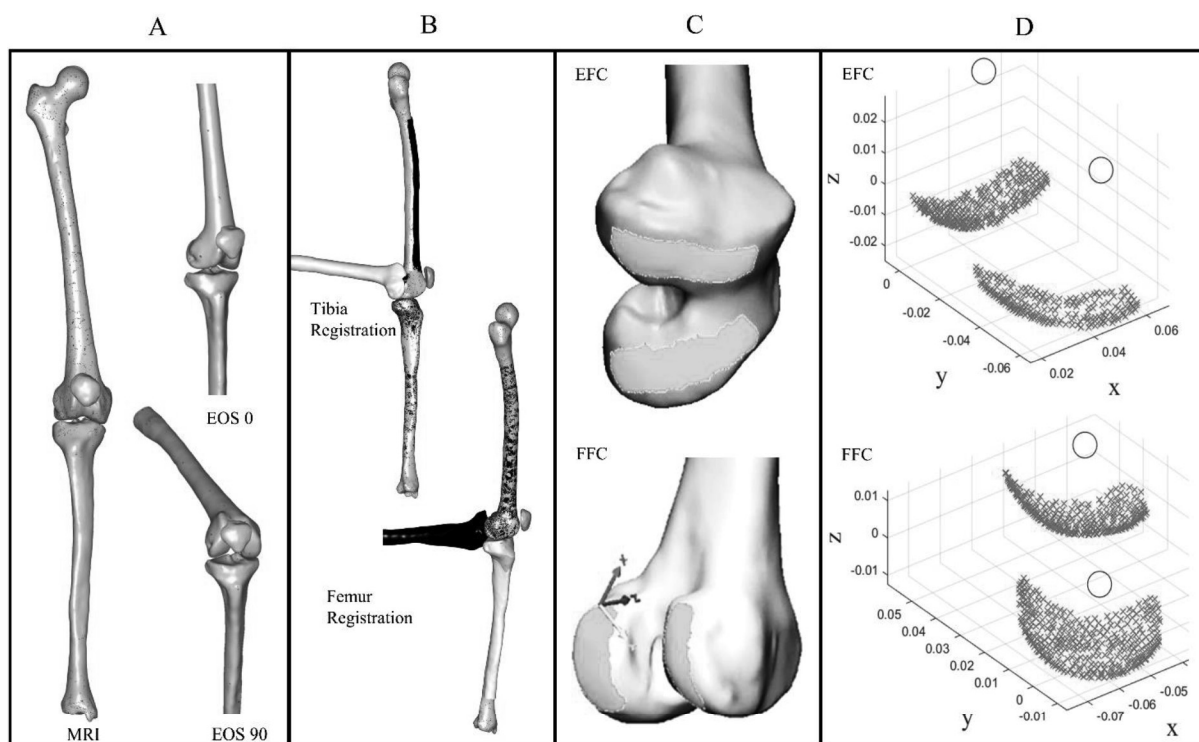 A
B
C
D
MRI
EOS 0
EOS 90
Tibia
Registration
Femur
Registration
EFC
FFC
x
z
EFC
0.02
0.01
0
-0.01
-0.02
z
0
-0.02
-0.04
-0.06
y
0.02
0.04
0.06
x
FFC
0.01
0
-0.01
z
0.05
0.04
0.03
0.02
0.01
0
-0.01
y
-0.07
-0.06
-0.05
x